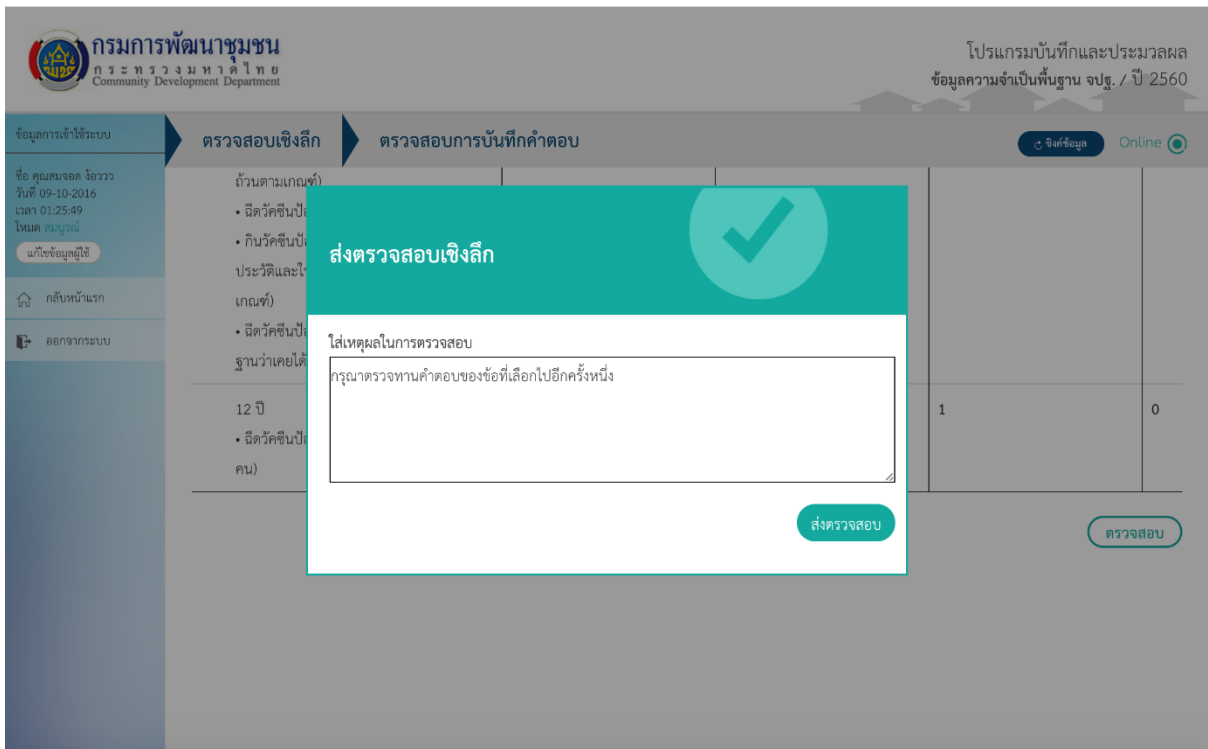 กรมการพัฒนาชุมชน
กระทรวงมหาดไทย
Community Development Department
โปรแกรมบันทึกและประมวลผล
ข้อมูลความจำเป็นพื้นฐาน จปฐ. / ปี 2560
ข้อมูลการเข้าใช้ระบบ
ตรวจสอบเชิงลึก
ตรวจสอบการบันทึกคำตอบ
ซิงค์ข้อมูล
Online
ชื่อ คุณสมจอด ง้อววว
วันที่ 09-10-2016
เวลา 01:25:49
โหมด สมบูรณ์
แก้ไขข้อมูลผู้ใช้
กลับหน้าแรก
ออกจากระบบ
ถ้วนตามเกณฑ์)
• ฉีดวัคซีนป้
• กินวัคซีนป้
ประวัติและใ
เกณฑ์)
• ฉีดวัคซีนป้
ฐานว่าเคยได้
12 ปี
• ฉีดวัคซีนป้
คน)
1
0
ส่งตรวจสอบเชิงลึก
ใส่เหตุผลในการตรวจสอบ
กรุณาตรวจทานคำตอบของข้อที่เลือกไปอีกครั้งหนึ่ง
ส่งตรวจสอบ
ตรวจสอบ